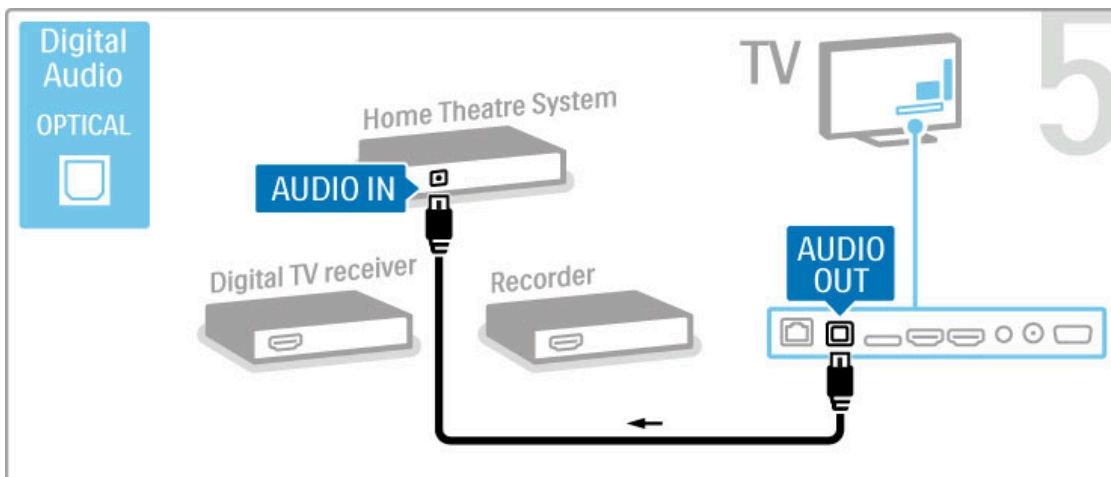 Digital
Audio
OPTICAL
TV
5
Home Theatre System
AUDIO IN
Digital TV receiver
Recorder
AUDIO
OUT